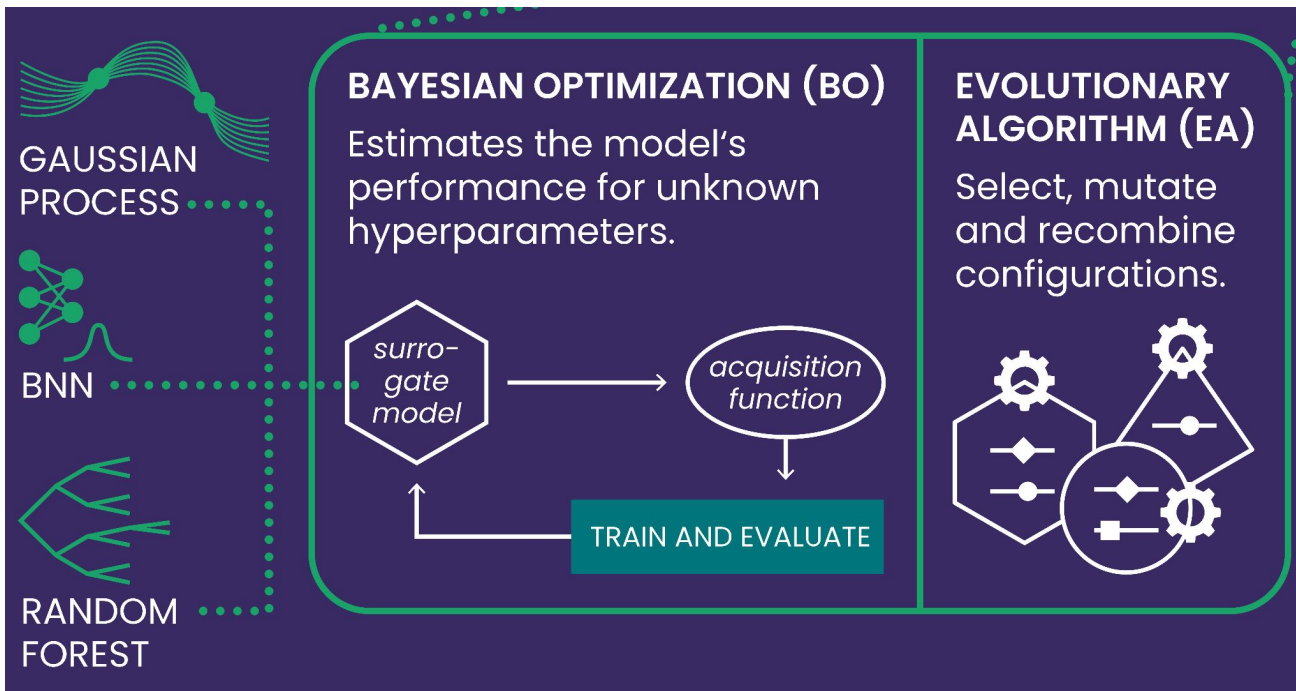 GAUSSIAN
PROCESS
BNN
RANDOM
FOREST
BAYESIAN OPTIMIZATION (BO)
Estimates the model‘s
performance for unknown
hyperparameters.
surro-
gate
model
acquisition
function
TRAIN AND EVALUATE
EVOLUTIONARY
ALGORITHM (EA)
Select, mutate
and recombine
configurations.